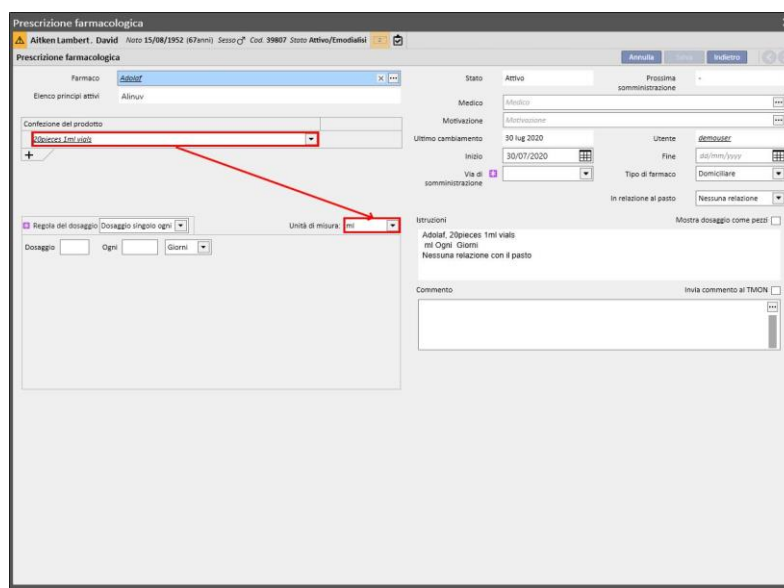 Prescrizione farmacologica
Aitken Lambert, David Nato 15/08/1952 (67anni) Sesso Cod. 39807 Stato Attivo/Emodialisi
Prescrizione farmacologica
Annulla Indietro
Farmaco Adolaf
Elenco principi attivi Alinuv
Confezione del prodotto
20pieces 1ml vials
+
Regola del dosaggio Dosaggio singolo ogni
Unità di misura: ml
Dosaggio Ogni Giorni
Stato Attivo Prossima somministrazione -
Medico Medico
Motivazione Motivazione
Ultimo cambiamento 30 lug 2020 Utente demouser
Inizio 30/07/2020 Fine dd/mm/yyyy
Via di somministrazione Tipo di farmaco Domiciliare
In relazione al pasto Nessuna relazione
Istruzioni Mostra dosaggio come pezzi
Adolaf, 20pieces 1ml vials
ml Ogni Giorni
Nessuna relazione con il pasto
Commento Invia commento al TMON